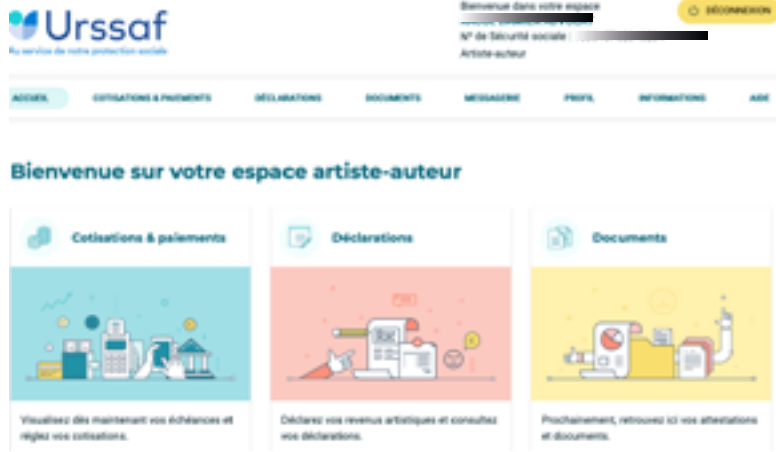 Urssaf
Au service de notre protection sociale
Bienvenue dans votre espace
N° de Sécurité sociale :
Artiste-auteur
DÉCONNEXION
ACCUEIL COTISATIONS & PAIEMENTS DÉCLARATIONS DOCUMENTS MESSAGERIE PROFIL INFORMATIONS AIDE
Bienvenue sur votre espace artiste-auteur
Cotisations & paiements
Visualisez dès maintenant vos échéances et
réglez vos cotisations.
Déclarations
Déclarez vos revenus artistiques et consultez
vos déclarations.
Documents
Prochainement, retrouvez ici vos attestations
et documents.